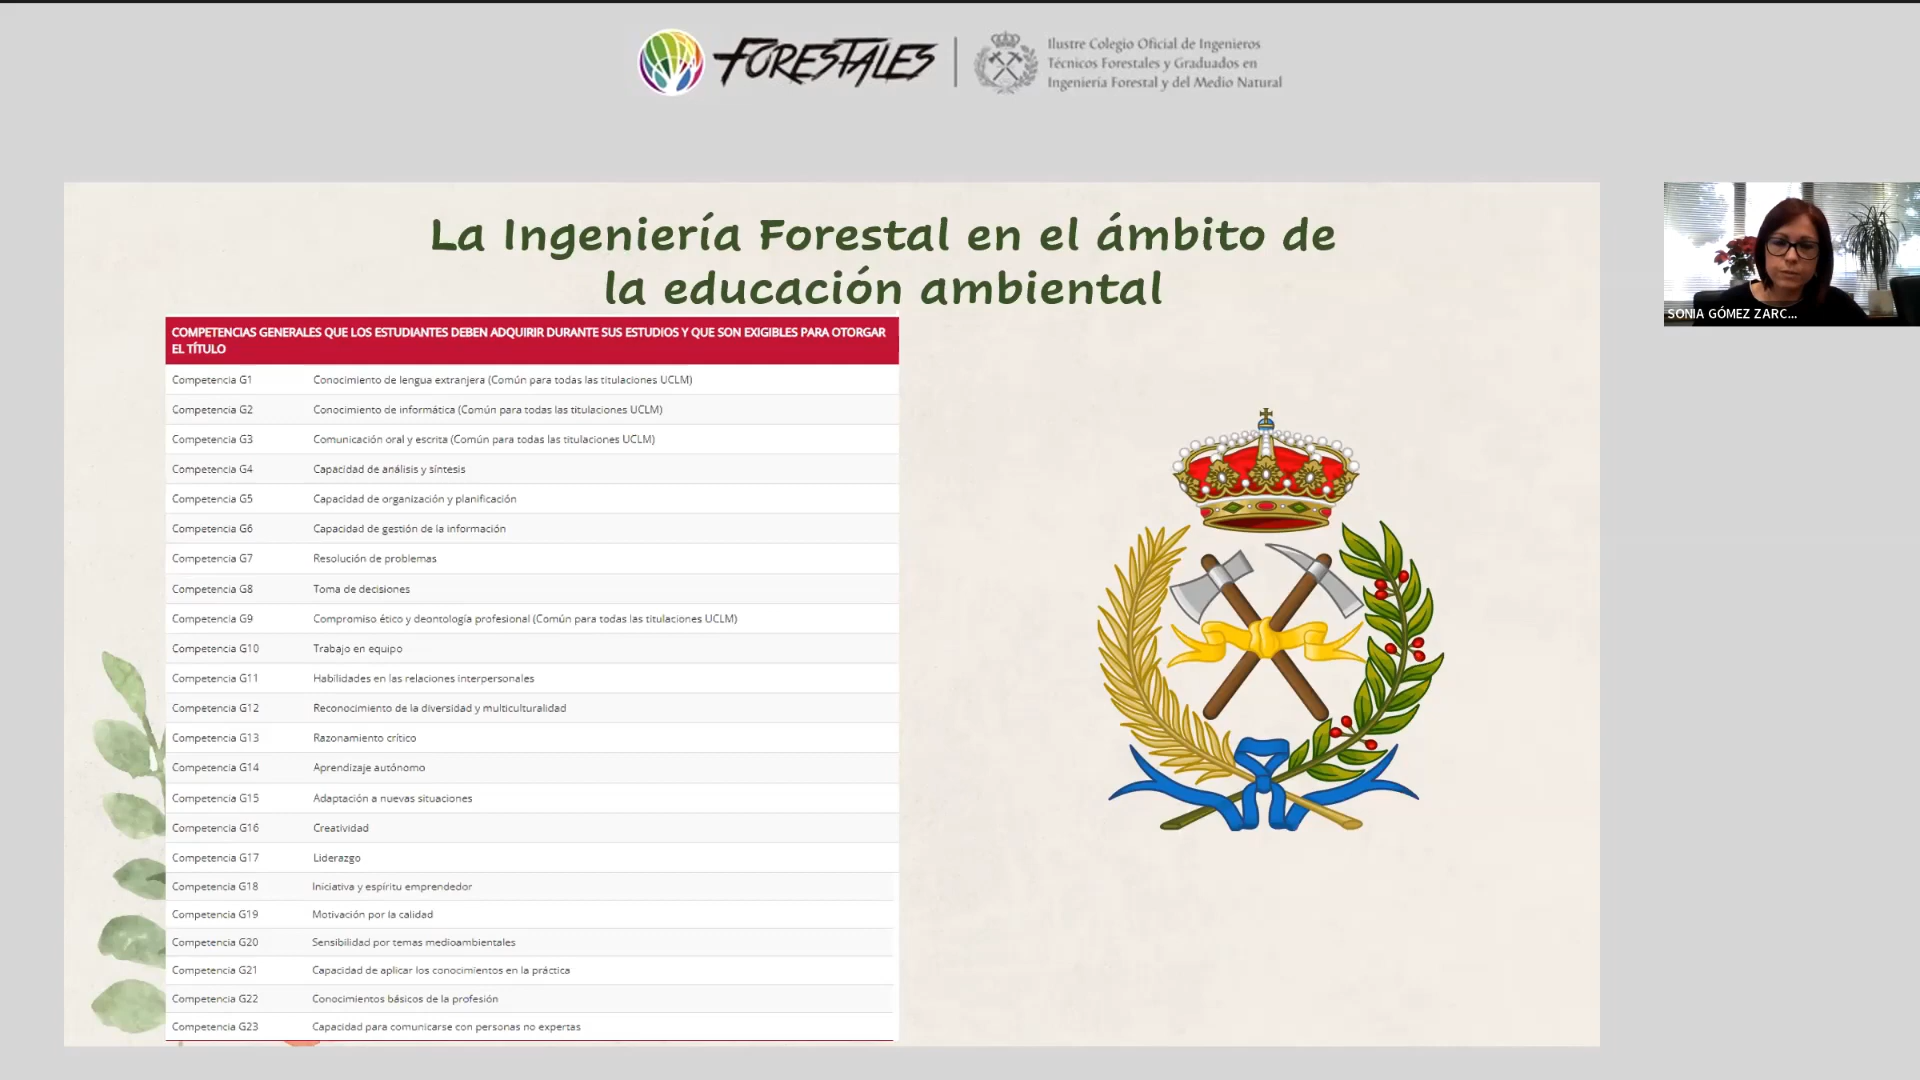 FORESTALES
Ilustre Colegio Oficial de Ingenieros
Técnicos Forestales y Graduados en
Ingeniería Forestal y del Medio Natural
La Ingeniería Forestal en el ámbito de
la educación ambiental
SONIA GÓMEZ ZARC...
COMPETENCIAS GENERALES QUE LOS ESTUDIANTES DEBEN ADQUIRIR DURANTE SUS ESTUDIOS Y QUE SON EXIGIBLES PARA OTORGAR
EL TÍTULO
Competencia G1 Conocimiento de lengua extranjera (Común para todas las titulaciones UCLM)
Competencia G2 Conocimiento de informática (Común para todas las titulaciones UCLM)
Competencia G3 Comunicación oral y escrita (Común para todas las titulaciones UCLM)
Competencia G4 Capacidad de análisis y síntesis
Competencia G5 Capacidad de organización y planificación
Competencia G6 Capacidad de gestión de la información
Competencia G7 Resolución de problemas
Competencia G8 Toma de decisiones
Competencia G9 Compromiso ético y deontología profesional (Común para todas las titulaciones UCLM)
Competencia G10 Trabajo en equipo
Competencia G11 Habilidades en las relaciones interpersonales
Competencia G12 Reconocimiento de la diversidad y multiculturalidad
Competencia G13 Razonamiento crítico
Competencia G14 Aprendizaje autónomo
Competencia G15 Adaptación a nuevas situaciones
Competencia G16 Creatividad
Competencia G17 Liderazgo
Competencia G18 Iniciativa y espíritu emprendedor
Competencia G19 Motivación por la calidad
Competencia G20 Sensibilidad por temas medioambientales
Competencia G21 Capacidad de aplicar los conocimientos en la práctica
Competencia G22 Conocimientos básicos de la profesión
Competencia G23 Capacidad para comunicarse con personas no expertas